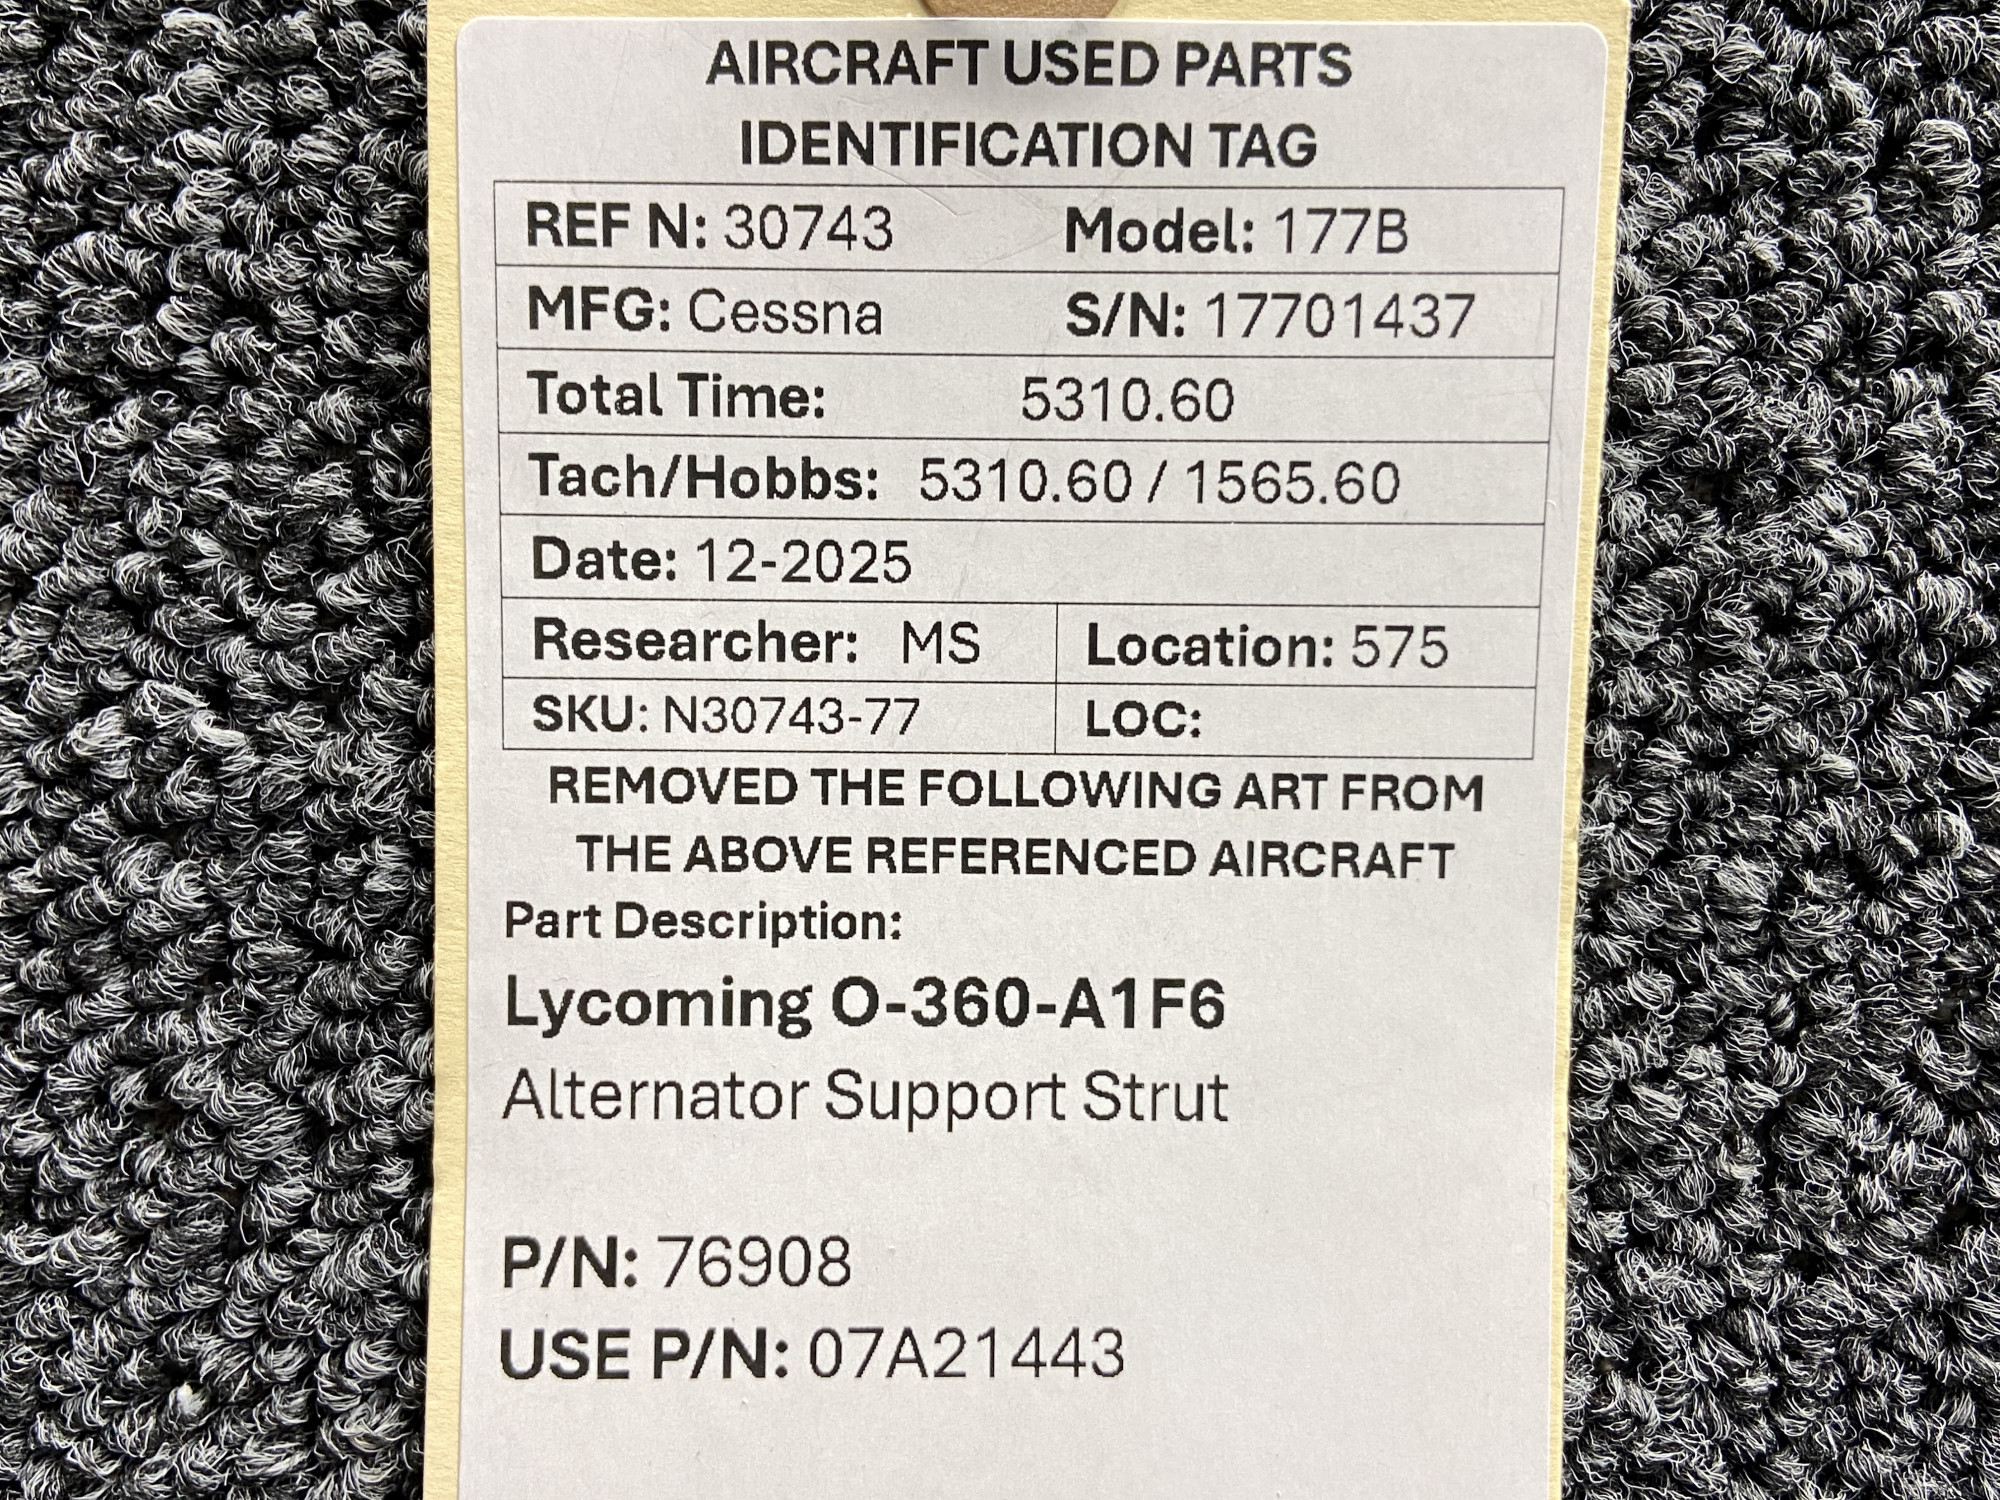 AIRCRAFT USED PARTS
IDENTIFICATION TAG
REF N: 30743 Model: 177B
MFG: Cessna S/N: 17701437
Total Time: 5310.60
Tach/Hobbs: 5310.60 / 1565.60
Date: 12-2025
Researcher: MS Location: 575
SKU: N30743-77 LOC:
REMOVED THE FOLLOWING ART FROM
THE ABOVE REFERENCED AIRCRAFT
Part Description:
Lycoming O-360-A1F6
Alternator Support Strut
P/N: 76908
USE P/N: 07A21443